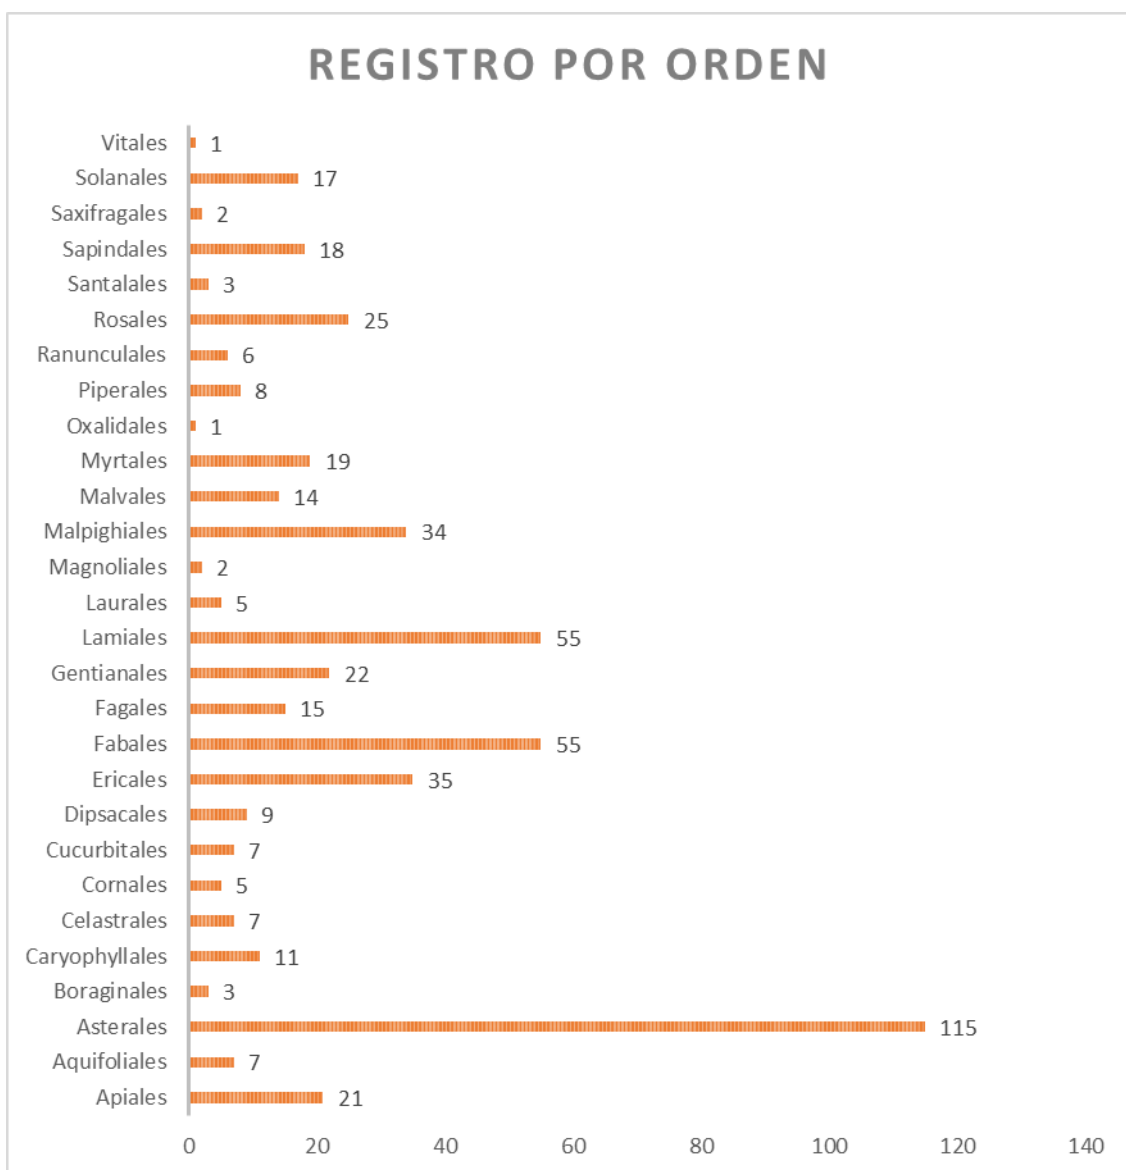 REGISTRO POR ORDEN
Vitales 1
Solanales 17
Saxifragales 2
Sapindales 18
Santalales 3
Rosales 25
Ranunculales 6
Piperales 8
Oxalidales 1
Myrtales 19
Malvales 14
Malpighiales 34
Magnoliales 2
Laurales 5
Lamiales 55
Gentianales 22
Fagales 15
Fabales 55
Ericales 35
Dipsacales 9
Cucurbitales 7
Cornales 5
Celastrales 7
Caryophyllales 11
Boraginales 3
Asterales 115
Aquifoliales 7
Apiales 21
0 20 40 60 80 100 120 140